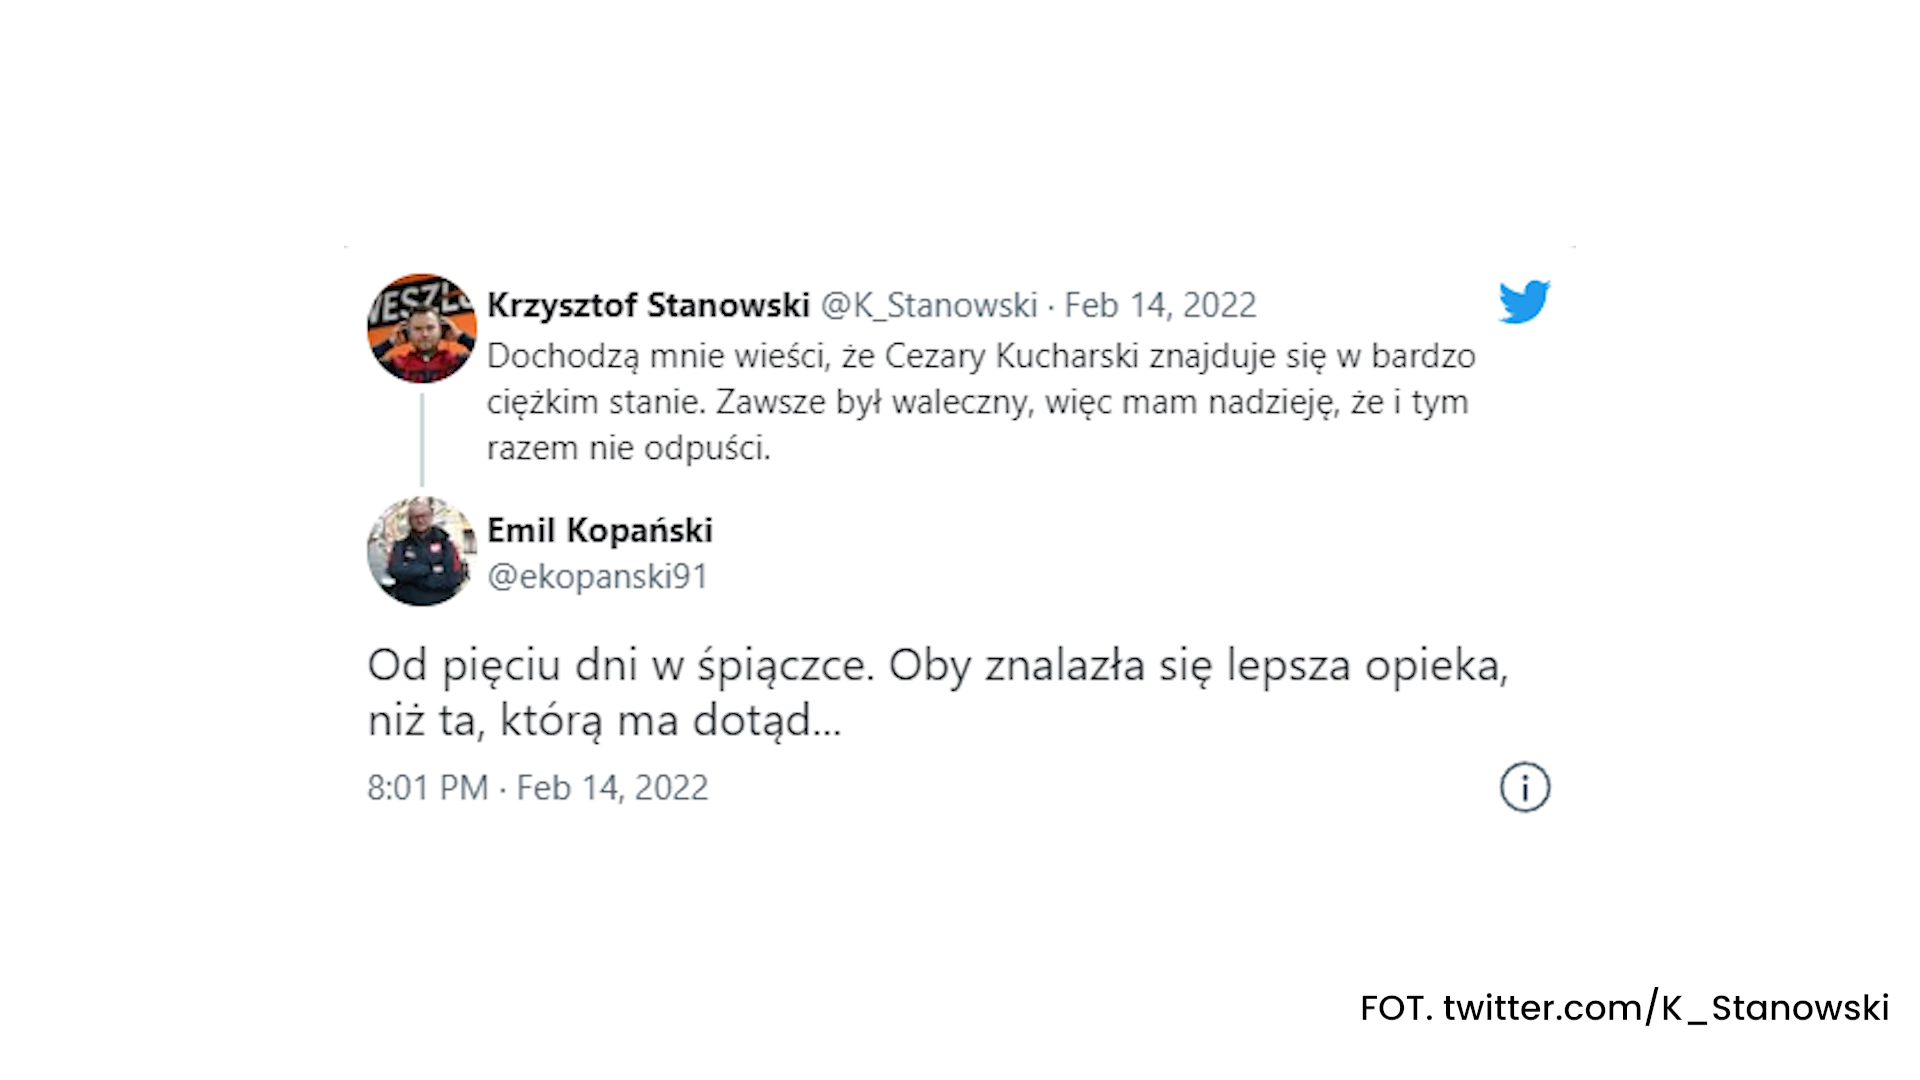 WESZŁO
Krzysztof Stanowski @K_Stanowski · Feb 14, 2022
Dochodzą mnie wieści, że Cezary Kucharski znajduje się w bardzo
ciężkim stanie. Zawsze był waleczny, więc mam nadzieję, że i tym
razem nie odpuści.
Emil Kopański
@ekopanski91
Od pięciu dni w śpiączce. Oby znalazła się lepsza opieka,
niż ta, którą ma dotąd...
8:01 PM · Feb 14, 2022
FOT. twitter.com/K_Stanowski